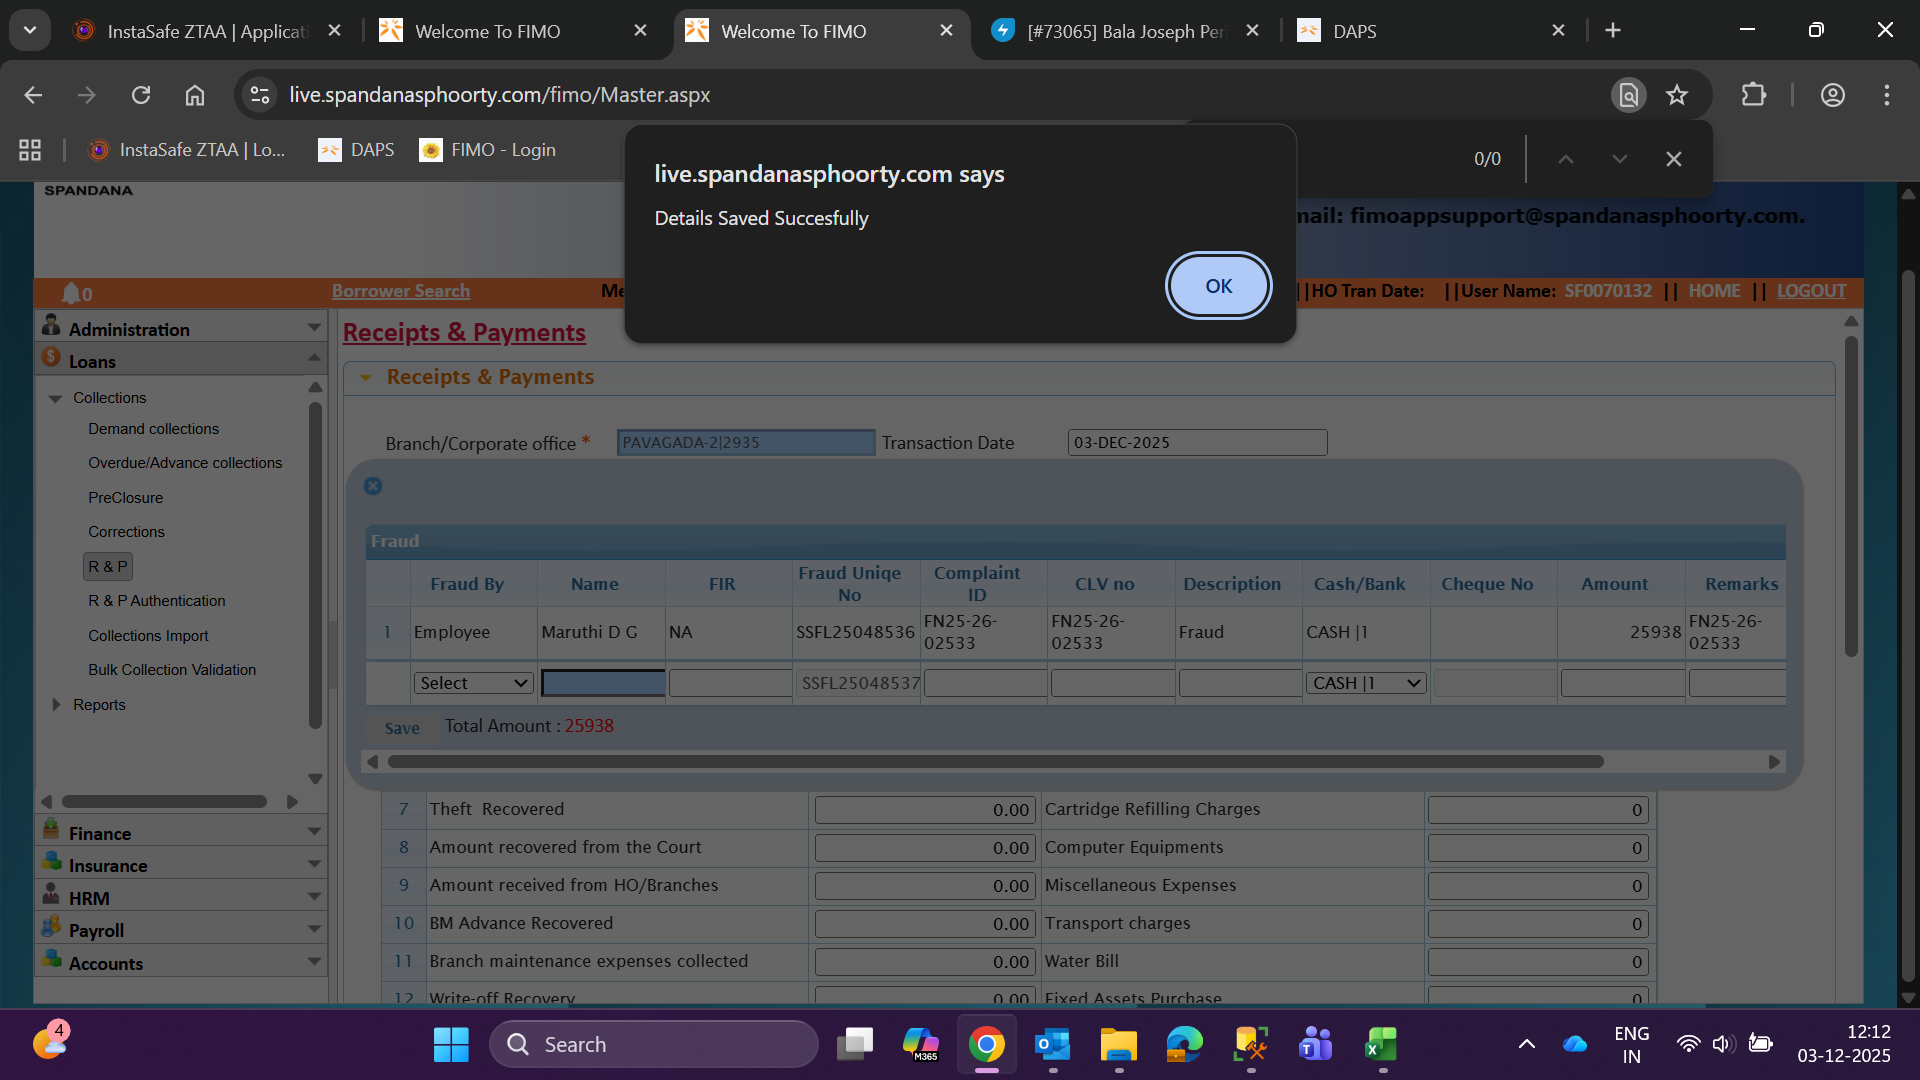 InstaSafe ZTAA | Applicati
Welcome To FIMO
Welcome To FIMO
[#73065] Bala Joseph Per
DAPS
live.spandanasphoorty.com/fimo/Master.aspx
InstaSafe ZTAA | Lo...
DAPS
FIMO - Login
0/0
live.spandanasphoorty.com says
Details Saved Succesfully
OK
SPANDANA
mail: fimoappsupport@spandanasphoorty.com.
0
Borrower Search
||HO Tran Date: ||User Name: SF0070132 || HOME || LOGOUT
Administration
Loans
Collections
Demand collections
Overdue/Advance collections
PreClosure
Corrections
R & P
R & P Authentication
Collections Import
Bulk Collection Validation
Reports
Finance
Insurance
HRM
Payroll
Accounts
Receipts & Payments
Receipts & Payments
Branch/Corporate office * PAVAGADA-2|2935 Transaction Date 03-DEC-2025
Fraud
Fraud By Name FIR Fraud Uniqe No Complaint ID CLV no Description Cash/Bank Cheque No Amount Remarks
1 Employee Maruthi D G NA SSFL25048536 FN25-26-02533 FN25-26-02533 Fraud CASH |1 25938 FN25-26-02533
Select SSFL25048537 CASH |1
Save Total Amount : 25938
7 Theft Recovered 0.00 Cartridge Refilling Charges 0
8 Amount recovered from the Court 0.00 Computer Equipments 0
9 Amount received from HO/Branches 0.00 Miscellaneous Expenses 0
10 BM Advance Recovered 0.00 Transport charges 0
11 Branch maintenance expenses collected 0.00 Water Bill 0
12 Write-off Recovery 0.00 Fixed Assets Purchase 0
4
Search
M365
ENG
IN
12:12
03-12-2025